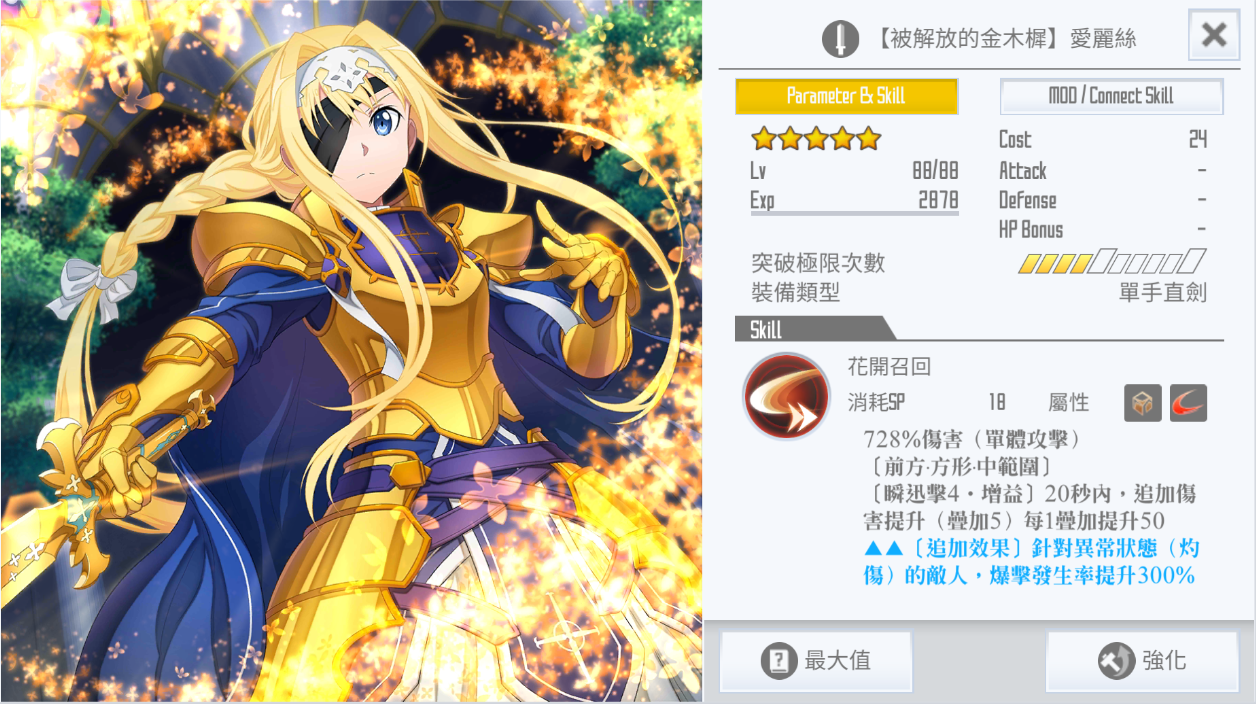 【被解放的金木樨】愛麗絲
Parameter & Skill
MOD / Connect Skill
Cost 24
Lv 88/88
Attack -
Exp 2878
Defense -
HP Bonus -
突破極限次數
裝備類型 單手直劍
Skill
花開召回
消耗SP 18 屬性
728%傷害（單體攻擊）
〔前方·方形·中範圍〕
〔瞬迅擊4・增益〕20秒內，追加傷
害提升（疊加5）每1疊加提升50
▲▲〔追加效果〕針對異常狀態（灼
傷）的敵人，爆擊發生率提升300%
最大值
強化